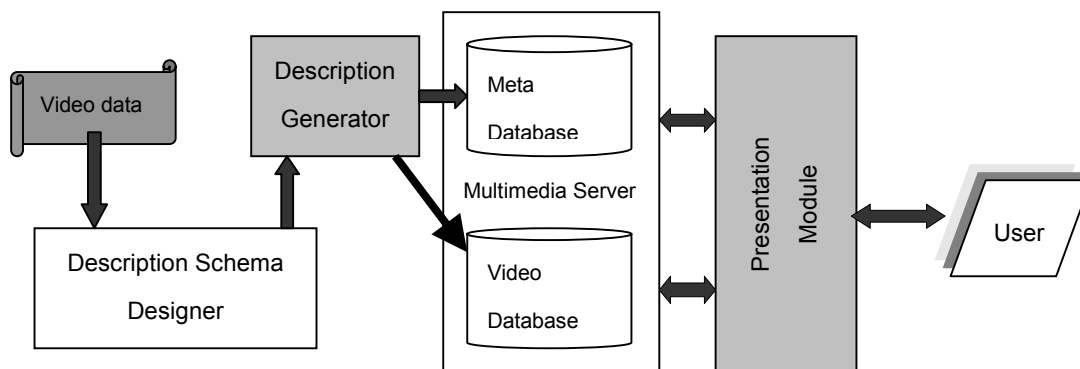 Video data
Description Schema
Designer
Description
Generator
Meta
Database
Multimedia Server
Video
Database
Presentation
Module
User